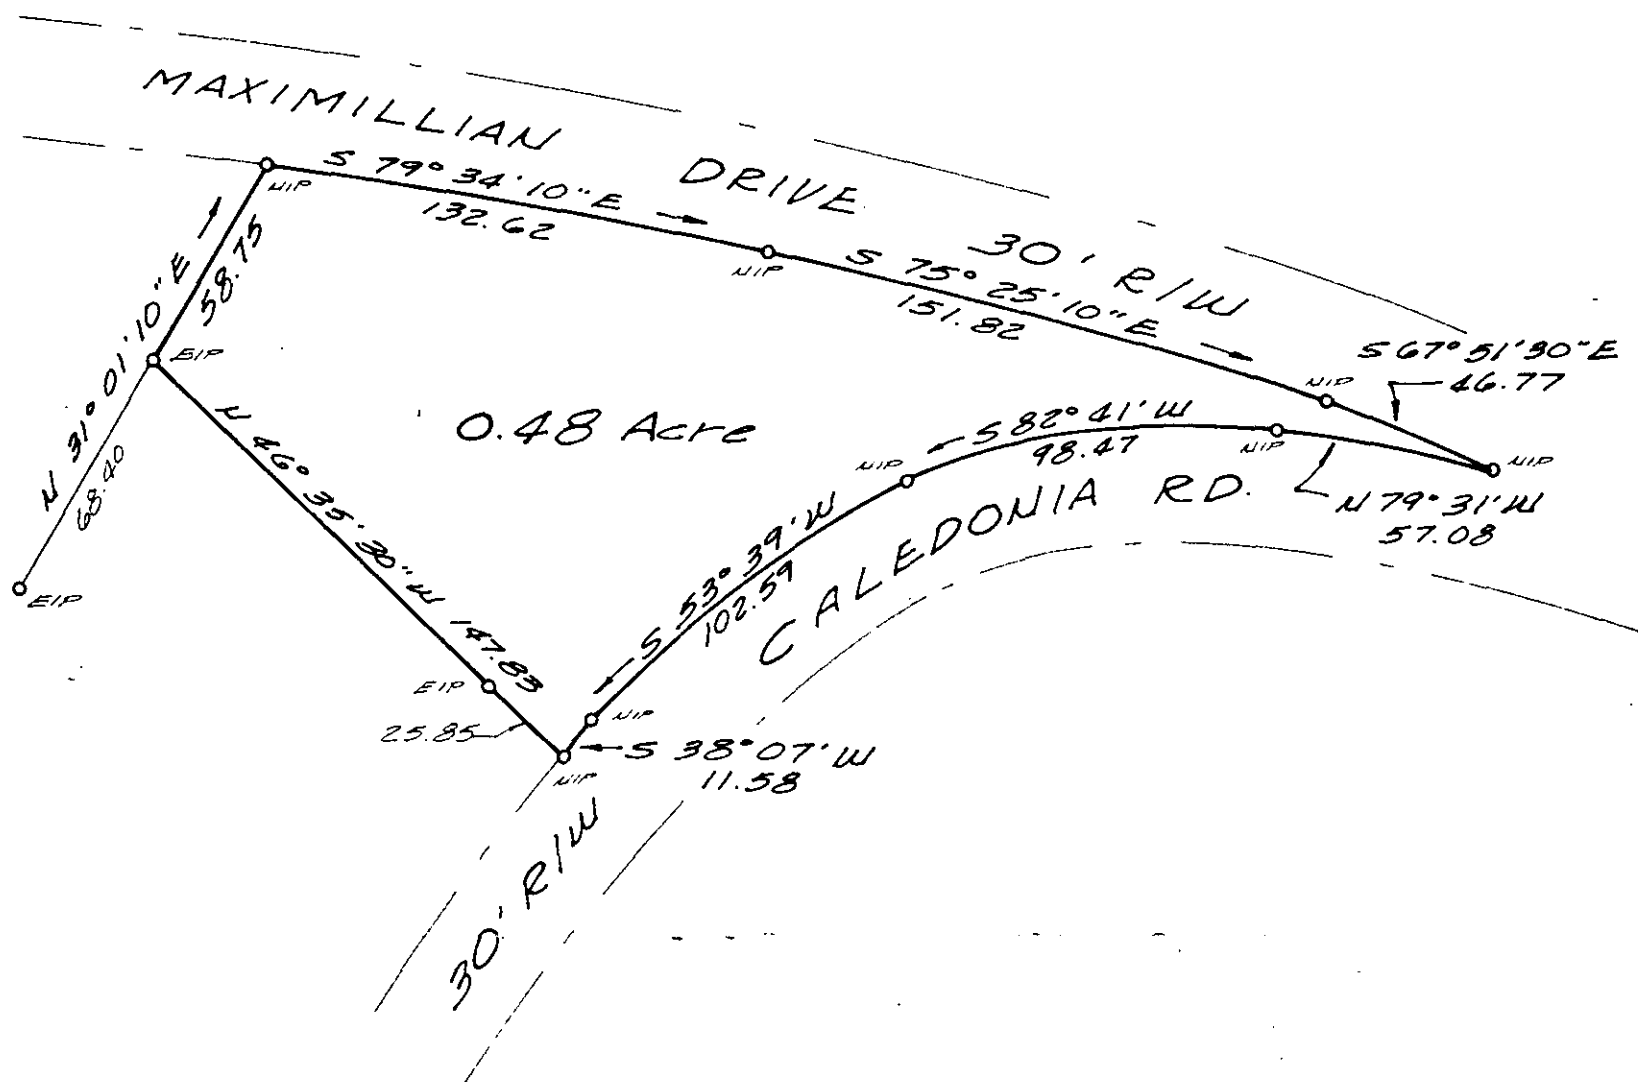 MAXIMILLIAN DRIVE 30' R/W
S 79° 34' 10" E
132.62
NIP
NIP
S 75° 25' 10" E
151.82
S 67° 51' 30" E
46.77
NIP
N 31° 01' 10" E
58.75
EIP
68.40
EIP
0.48 Acre
S 82° 41' W
98.47
NIP
NIP
NIP
N 79° 31' W
57.08
N 46° 35' 30" W 147.83
S 53° 39' W
102.59
CALEDONIA RD.
EIP
25.85
NIP
S 38° 07' W
11.58
NIP
30' R/W